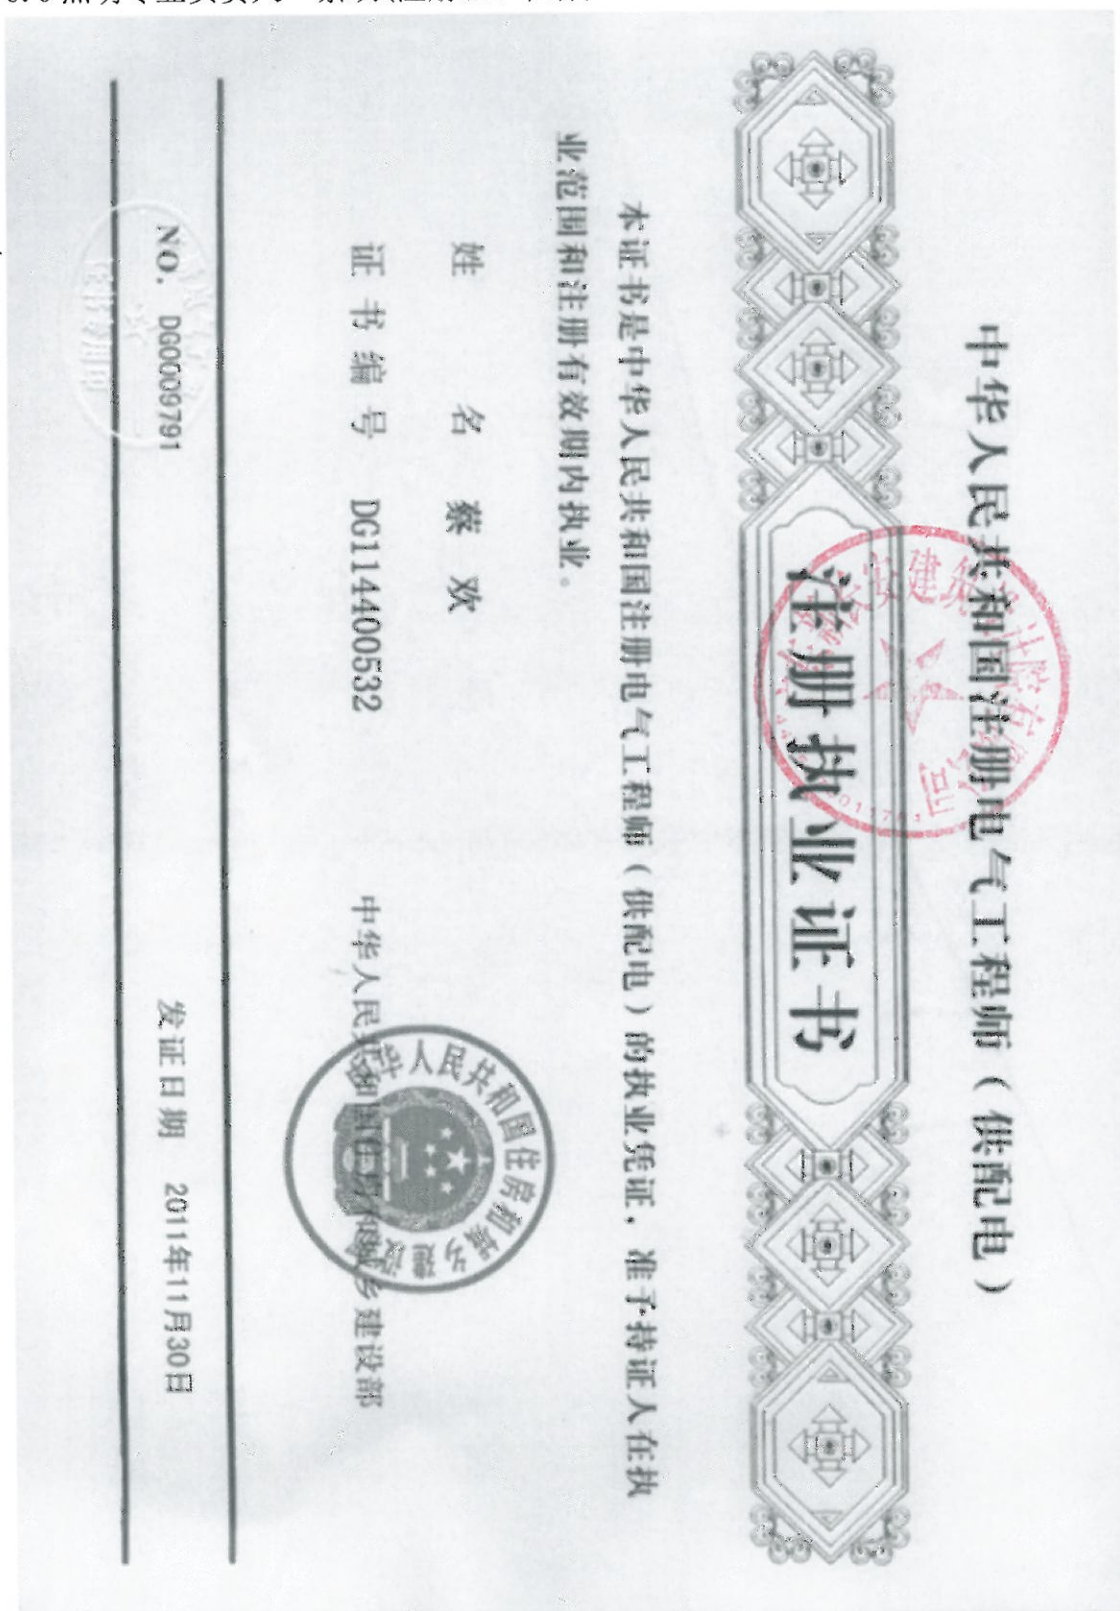 中华人民共和国注册电气工程师（供配电）
注册执业证书
本证书是中华人民共和国注册电气工程师（供配电）的执业凭证，准予持证人在执
业范围和注册有效期内执业。
姓 名 蔡 欢
证书编号 DG114400532
中华人民共和国住房和城乡建设部
NO. DG0009791
发证日期 2011年11月30日